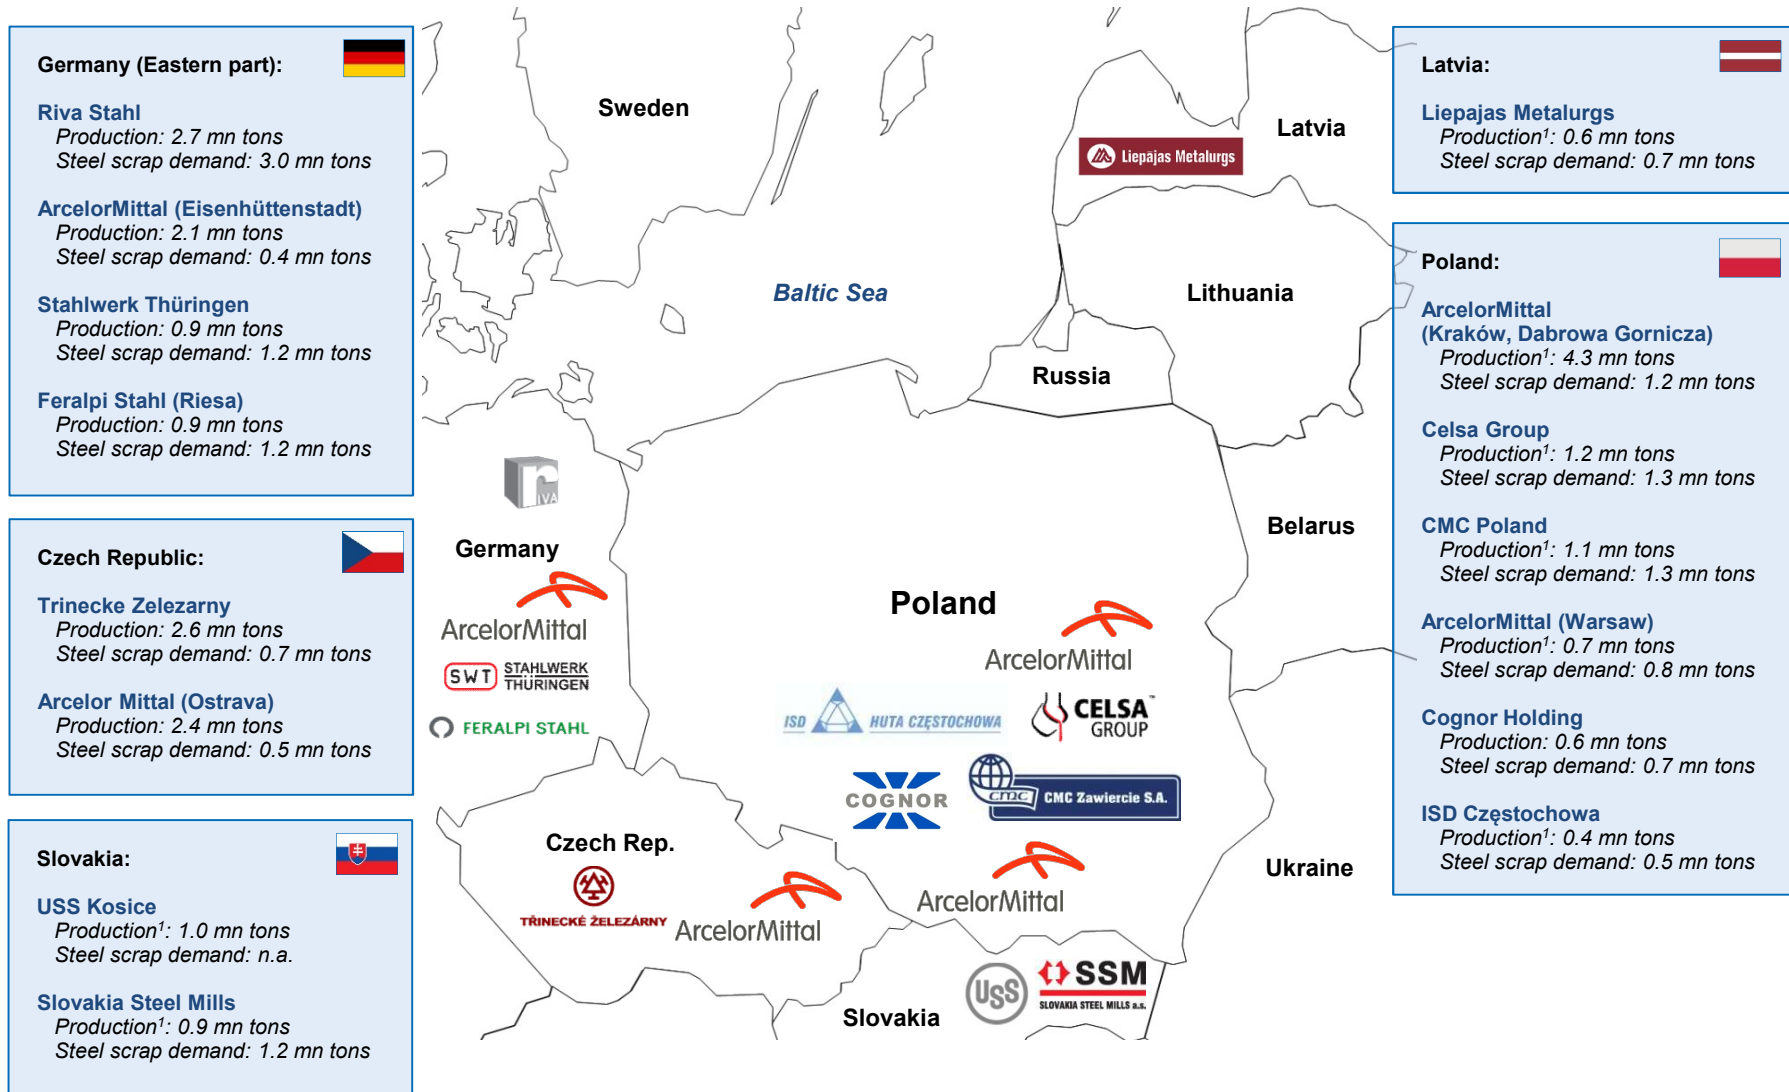 Germany (Eastern part):
Riva Stahl
Production: 2.7 mn tons
Steel scrap demand: 3.0 mn tons
ArcelorMittal (Eisenhüttenstadt)
Production: 2.1 mn tons
Steel scrap demand: 0.4 mn tons
Stahlwerk Thüringen
Production: 0.9 mn tons
Steel scrap demand: 1.2 mn tons
Feralpi Stahl (Riesa)
Production: 0.9 mn tons
Steel scrap demand: 1.2 mn tons
Czech Republic:
Trinecke Zelezarny
Production: 2.6 mn tons
Steel scrap demand: 0.7 mn tons
Arcelor Mittal (Ostrava)
Production: 2.4 mn tons
Steel scrap demand: 0.5 mn tons
Slovakia:
USS Kosice
Production¹: 1.0 mn tons
Steel scrap demand: n.a.
Slovakia Steel Mills
Production¹: 0.9 mn tons
Steel scrap demand: 1.2 mn tons
Sweden
Latvia
Liepājas Metalurgs
Baltic Sea
Lithuania
Russia
RIVA
Germany
ArcelorMittal
SWT STAHLWERK
THÜRINGEN
FERALPI STAHL
Belarus
Poland
ArcelorMittal
ISD HUTA CZĘSTOCHOWA
CELSA™
GROUP
COGNOR
cmc CMC Zawiercie S.A.
Czech Rep.
TŘINECKÉ ŽELEZÁRNY
ArcelorMittal
ArcelorMittal
Ukraine
USS
SSM
SLOVAKIA STEEL MILLS a.s.
Slovakia
Latvia:
Liepajas Metalurgs
Production¹: 0.6 mn tons
Steel scrap demand: 0.7 mn tons
Poland:
ArcelorMittal
(Kraków, Dabrowa Gornicza)
Production¹: 4.3 mn tons
Steel scrap demand: 1.2 mn tons
Celsa Group
Production¹: 1.2 mn tons
Steel scrap demand: 1.3 mn tons
CMC Poland
Production¹: 1.1 mn tons
Steel scrap demand: 1.3 mn tons
ArcelorMittal (Warsaw)
Production¹: 0.7 mn tons
Steel scrap demand: 0.8 mn tons
Cognor Holding
Production: 0.6 mn tons
Steel scrap demand: 0.7 mn tons
ISD Częstochowa
Production¹: 0.4 mn tons
Steel scrap demand: 0.5 mn tons